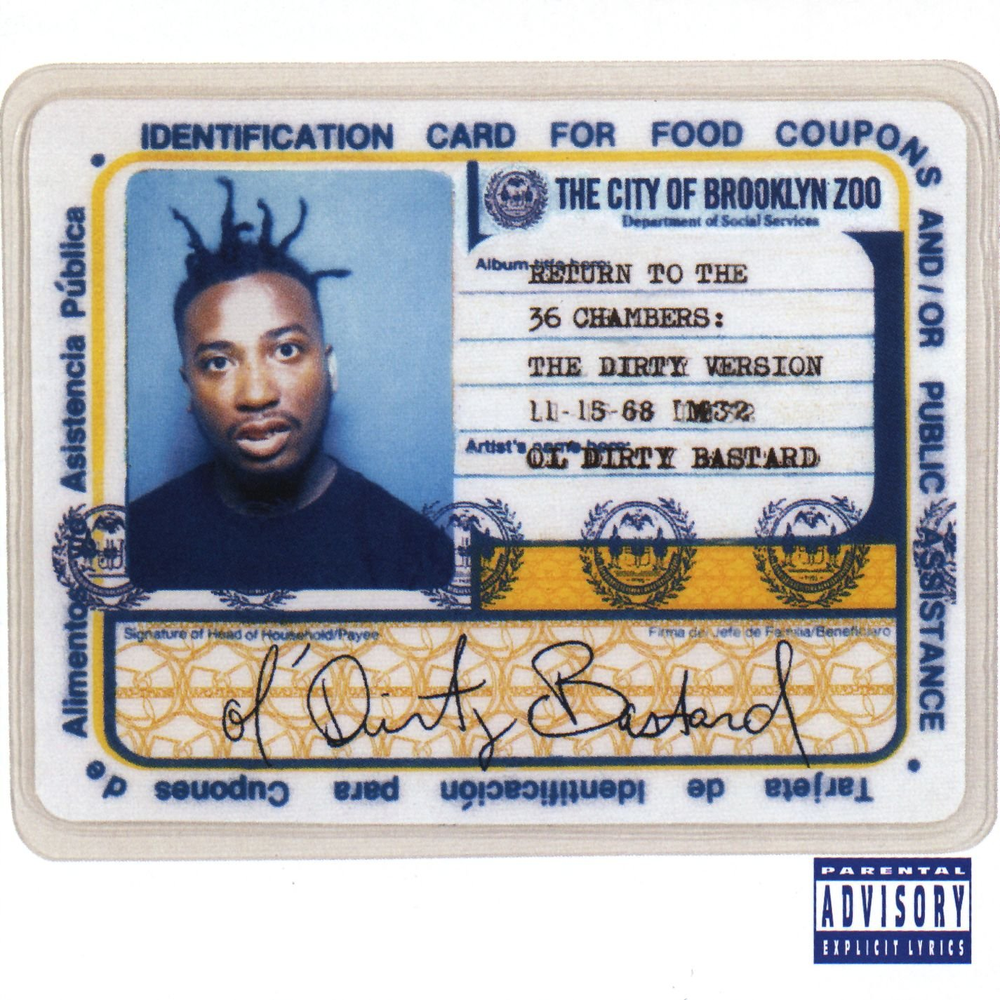 IDENTIFICATION CARD FOR FOOD COUPONS AND/OR PUBLIC ASSISTANCE
THE CITY OF BROOKLYN ZOO
Department of Social Services
Album title here:
RETURN TO THE
36 CHAMBERS:
THE DIRTY VERSION
11-15-68
Artist's name here:
OL DIRTY BASTARD
Signature of Head of Household/Payee
Firma del Jefe de Familia/Beneficiaro
ol' Dirty Bastard
Tarjeta de Identificación para Cupones de
Alimentos y/o Asistencia Pública
PARENTAL
ADVISORY
EXPLICIT LYRICS